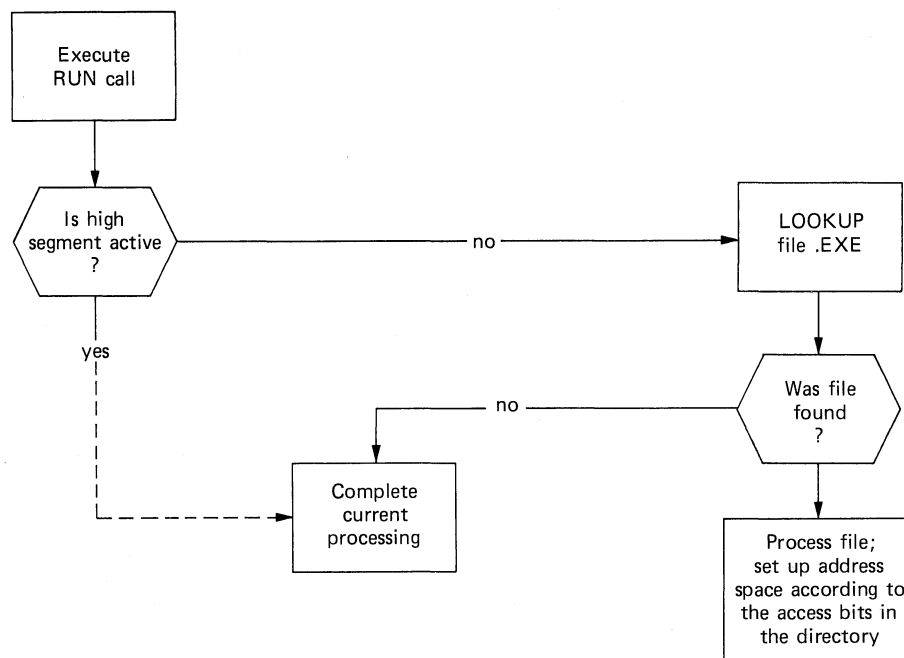 Execute
RUN call
Is high
segment active
?
no
LOOKUP
file .EXE
yes
Was file
found
?
no
Complete
current
processing
Process file;
set up address
space according to
the access bits in
the directory